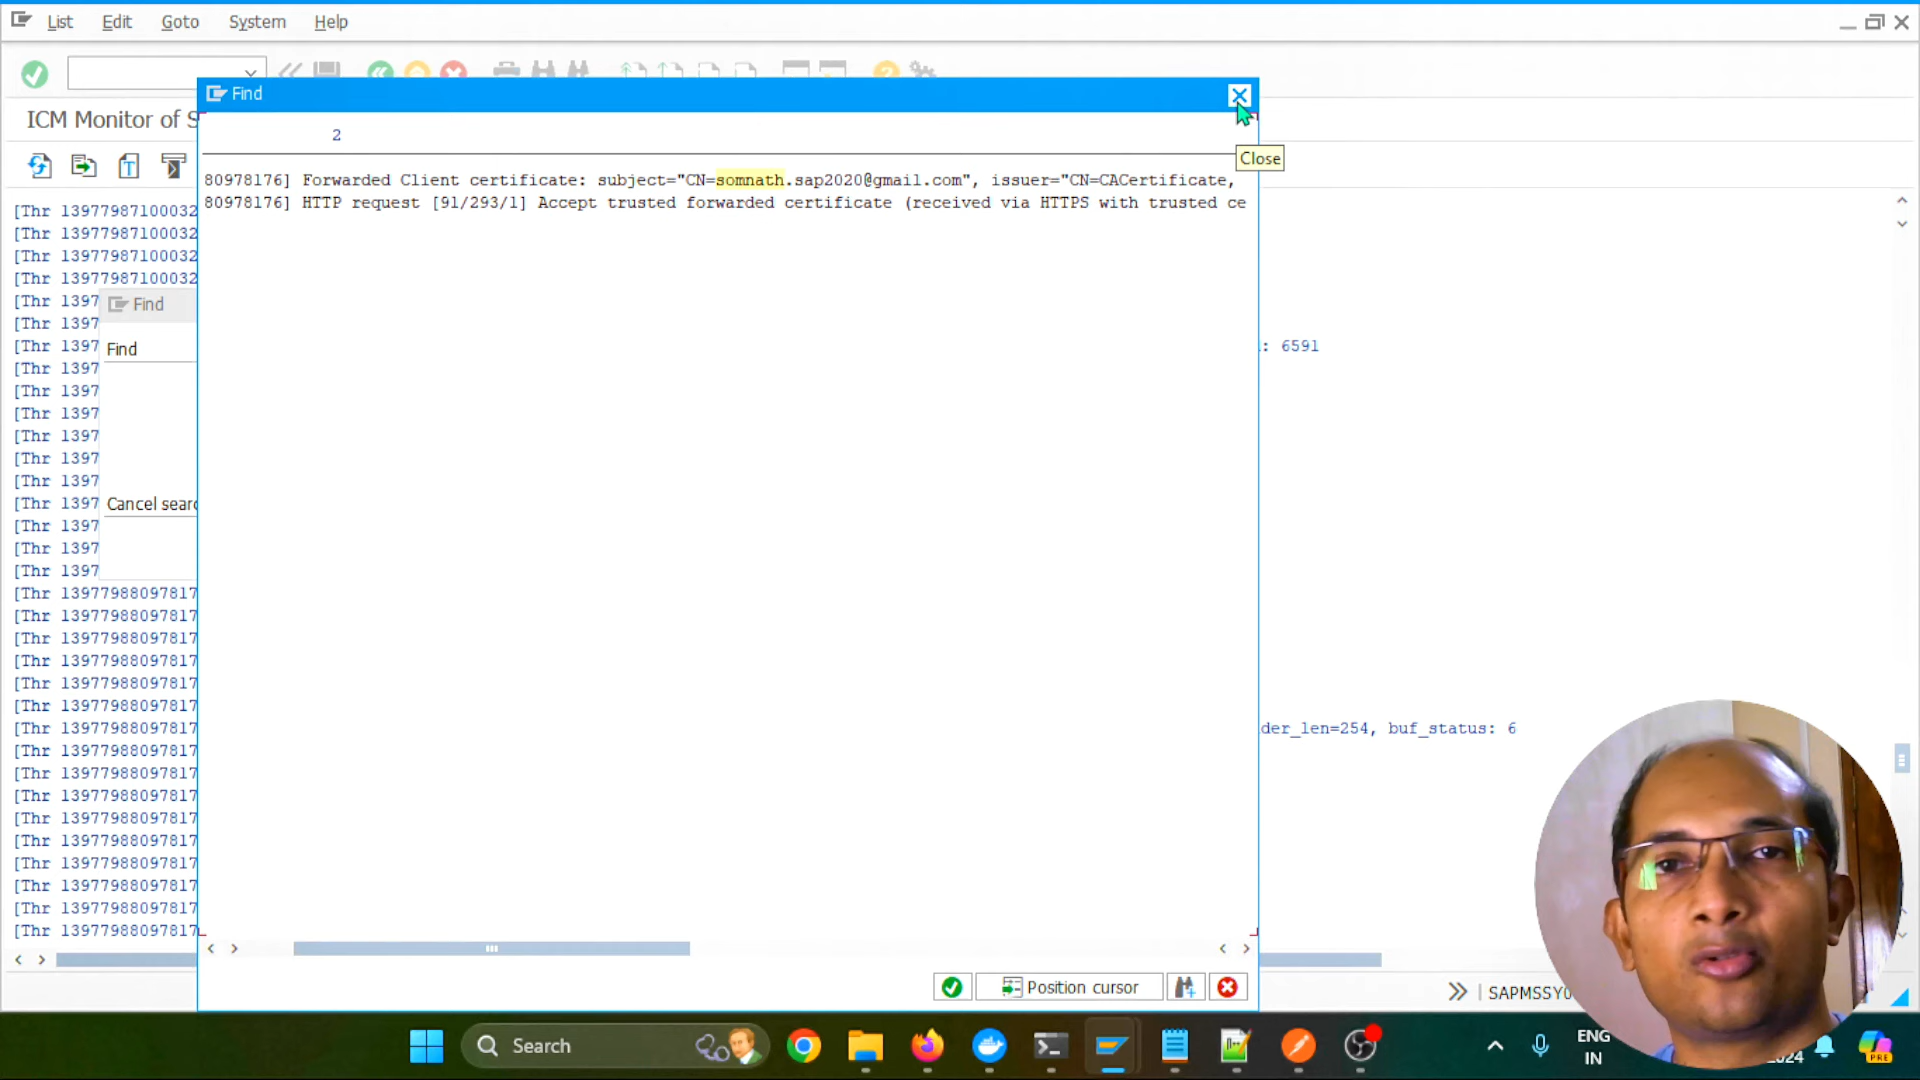 List Edit Goto System Help
ICM Monitor of S
Find
2
Close
80978176] Forwarded Client certificate: subject="CN=somnath.sap2020@gmail.com", issuer="CN=CACertificate,
80978176] HTTP request [91/293/1] Accept trusted forwarded certificate (received via HTTPS with trusted ce
[Thr 13977987100032
[Thr 13977987100032
[Thr 13977987100032
[Thr 13977987100032
[Thr 1397
Find
[Thr 1397
[Thr 1397
Find
: 6591
[Thr 1397
[Thr 1397
[Thr 1397
[Thr 1397
[Thr 1397
[Thr 1397
[Thr 1397
Cancel searc
[Thr 1397
[Thr 1397
[Thr 1397
[Thr 13977988097817
[Thr 13977988097817
[Thr 13977988097817
[Thr 13977988097817
[Thr 13977988097817
[Thr 13977988097817
[Thr 13977988097817
der_len=254, buf_status: 6
[Thr 13977988097817
[Thr 13977988097817
[Thr 13977988097817
[Thr 13977988097817
[Thr 13977988097817
[Thr 13977988097817
[Thr 13977988097817
[Thr 13977988097817
[Thr 13977988097817
Position cursor
SAPMSSY0
Search
ENG
IN
2024
PRE